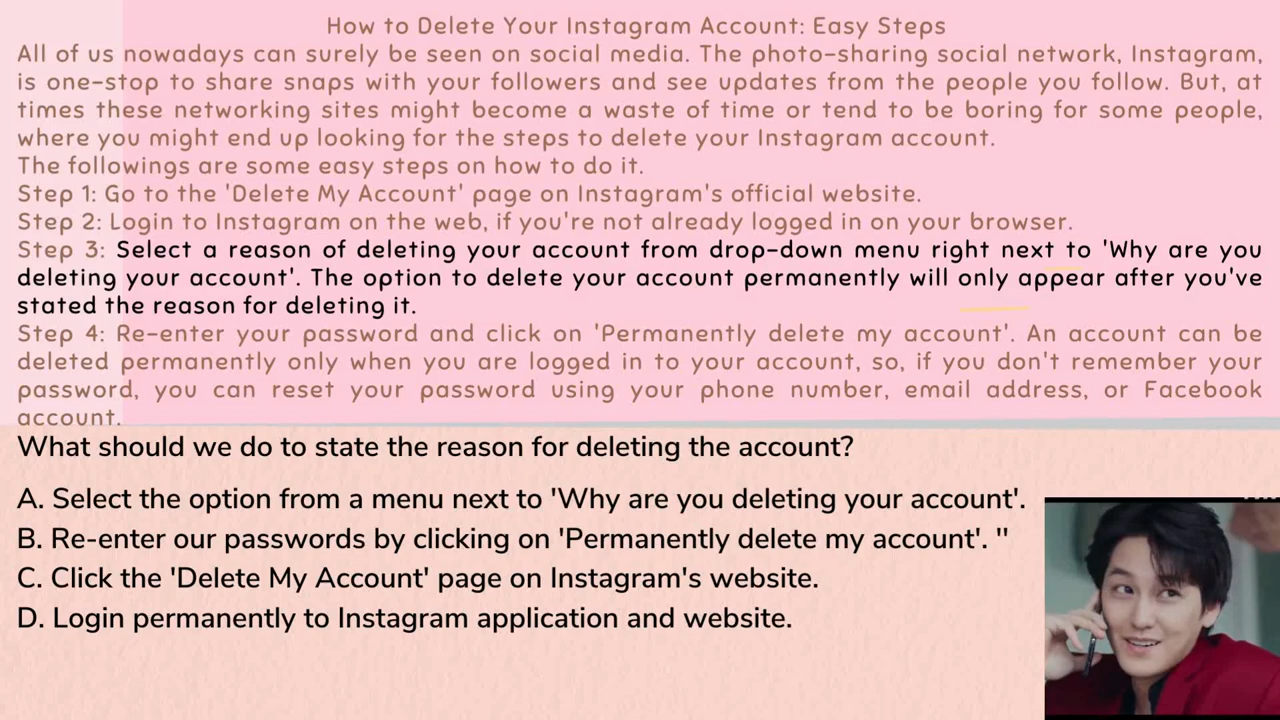 How to Delete Your Instagram Account: Easy Steps
All of us nowadays can surely be seen on social media. The photo-sharing social network, Instagram,
is one-stop to share snaps with your followers and see updates from the people you follow. But, at
times these networking sites might become a waste of time or tend to be boring for some people,
where you might end up looking for the steps to delete your Instagram account.
The followings are some easy steps on how to do it.
Step 1: Go to the 'Delete My Account' page on Instagram's official website.
Step 2: Login to Instagram on the web, if you're not already logged in on your browser.
Step 3: Select a reason of deleting your account from drop-down menu right next to 'Why are you
deleting your account'. The option to delete your account permanently will only appear after you've
stated the reason for deleting it.
Step 4: Re-enter your password and click on 'Permanently delete my account'. An account can be
deleted permanently only when you are logged in to your account, so, if you don't remember your
password, you can reset your password using your phone number, email address, or Facebook
account.
What should we do to state the reason for deleting the account?
A. Select the option from a menu next to 'Why are you deleting your account'.
B. Re-enter our passwords by clicking on 'Permanently delete my account'. "
C. Click the 'Delete My Account' page on Instagram's website.
D. Login permanently to Instagram application and website.